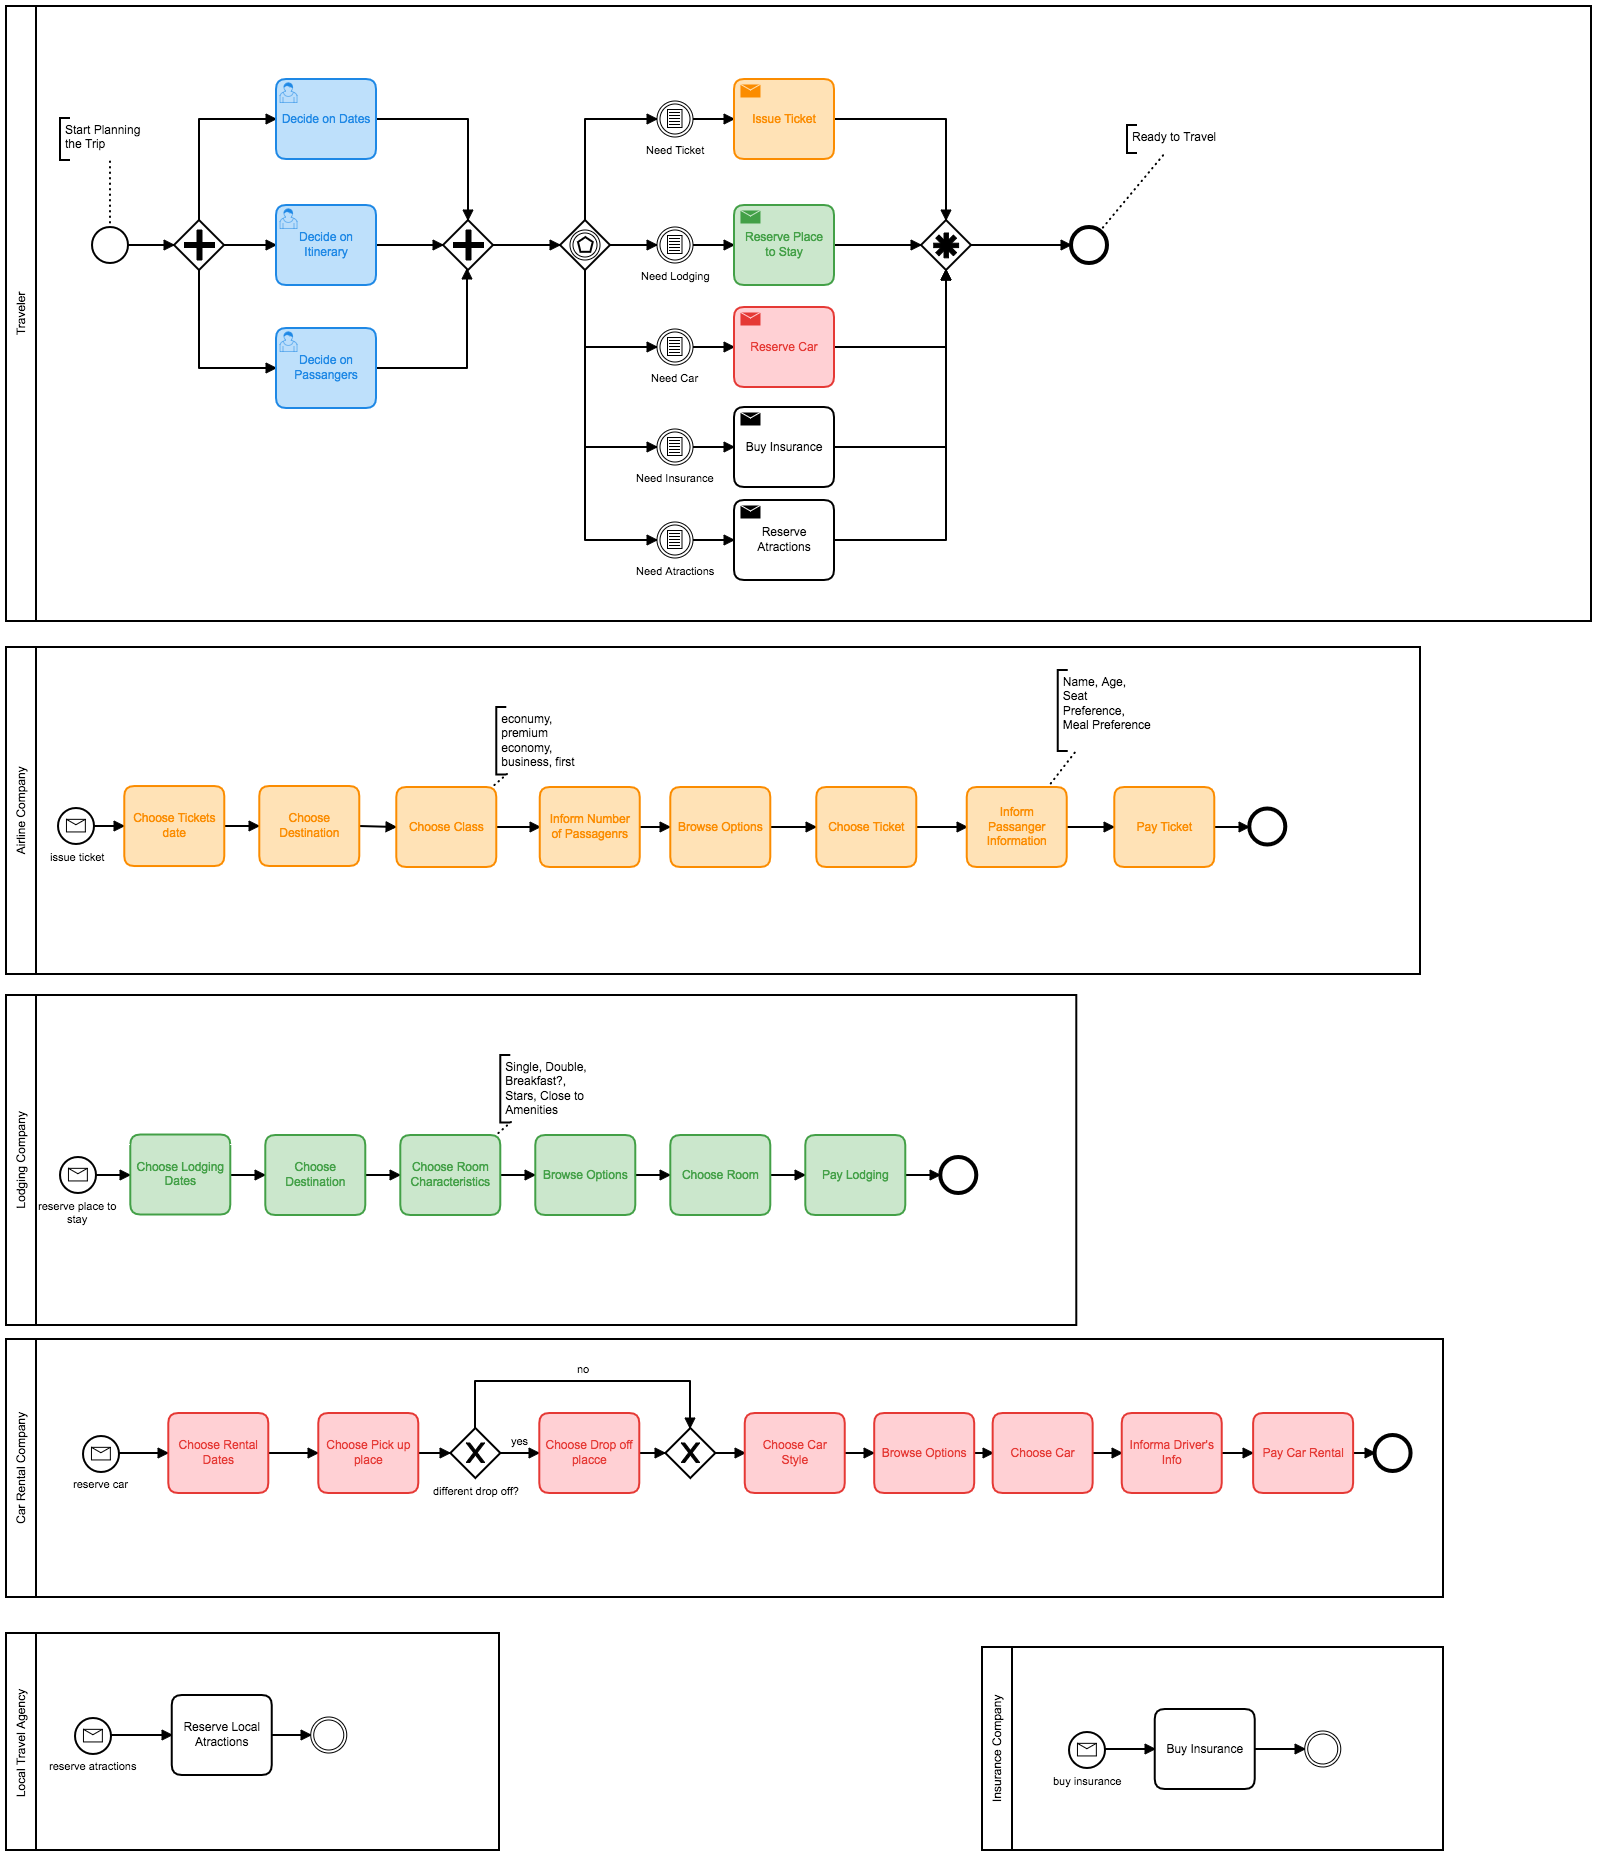 Traveler
Start Planning
the Trip
Decide on Dates
Decide on
Itinerary
Decide on
Passangers
Need Ticket
Issue Ticket
Need Lodging
Reserve Place
to Stay
Need Car
Reserve Car
Need Insurance
Buy Insurance
Need Atractions
Reserve
Atractions
Ready to Travel
Airline Company
issue ticket
Choose Tickets
date
Choose
Destination
economy,
premium
economy,
business, first
Choose Class
Inform Number
of Passagenrs
Browse Options
Choose Ticket
Name, Age,
Seat
Preference,
Meal Preference
Inform
Passanger
Information
Pay Ticket
Lodging Company
reserve place to
stay
Choose Lodging
Dates
Choose
Destination
Single, Double,
Breakfast?,
Stars, Close to
Amenities
Choose Room
Characteristics
Browse Options
Choose Room
Pay Lodging
Car Rental Company
reserve car
Choose Rental
Dates
Choose Pick up
place
different drop off?
no
yes
Choose Drop off
placce
Choose Car
Style
Browse Options
Choose Car
Informa Driver's
Info
Pay Car Rental
Local Travel Agency
reserve atractions
Reserve Local
Atractions
Insurance Company
buy insurance
Buy Insurance